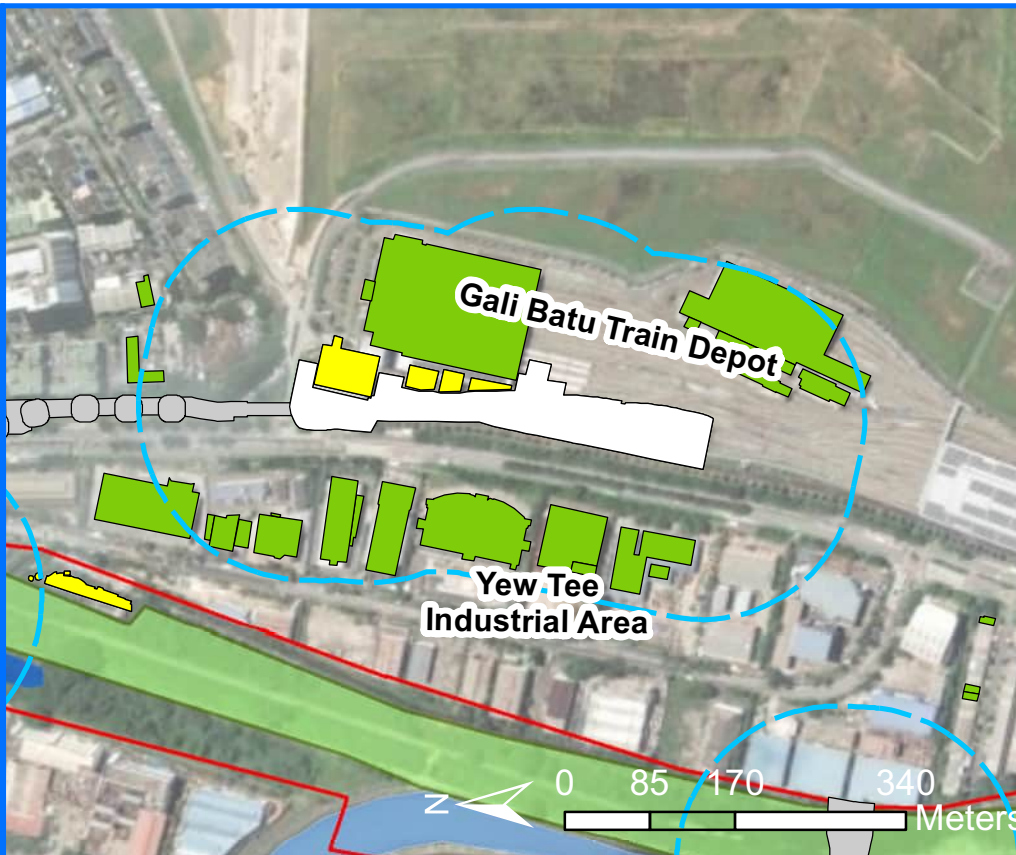 Gali Batu Train Depot
Yew Tee
Industrial Area
0 85 170 340
Meters
N